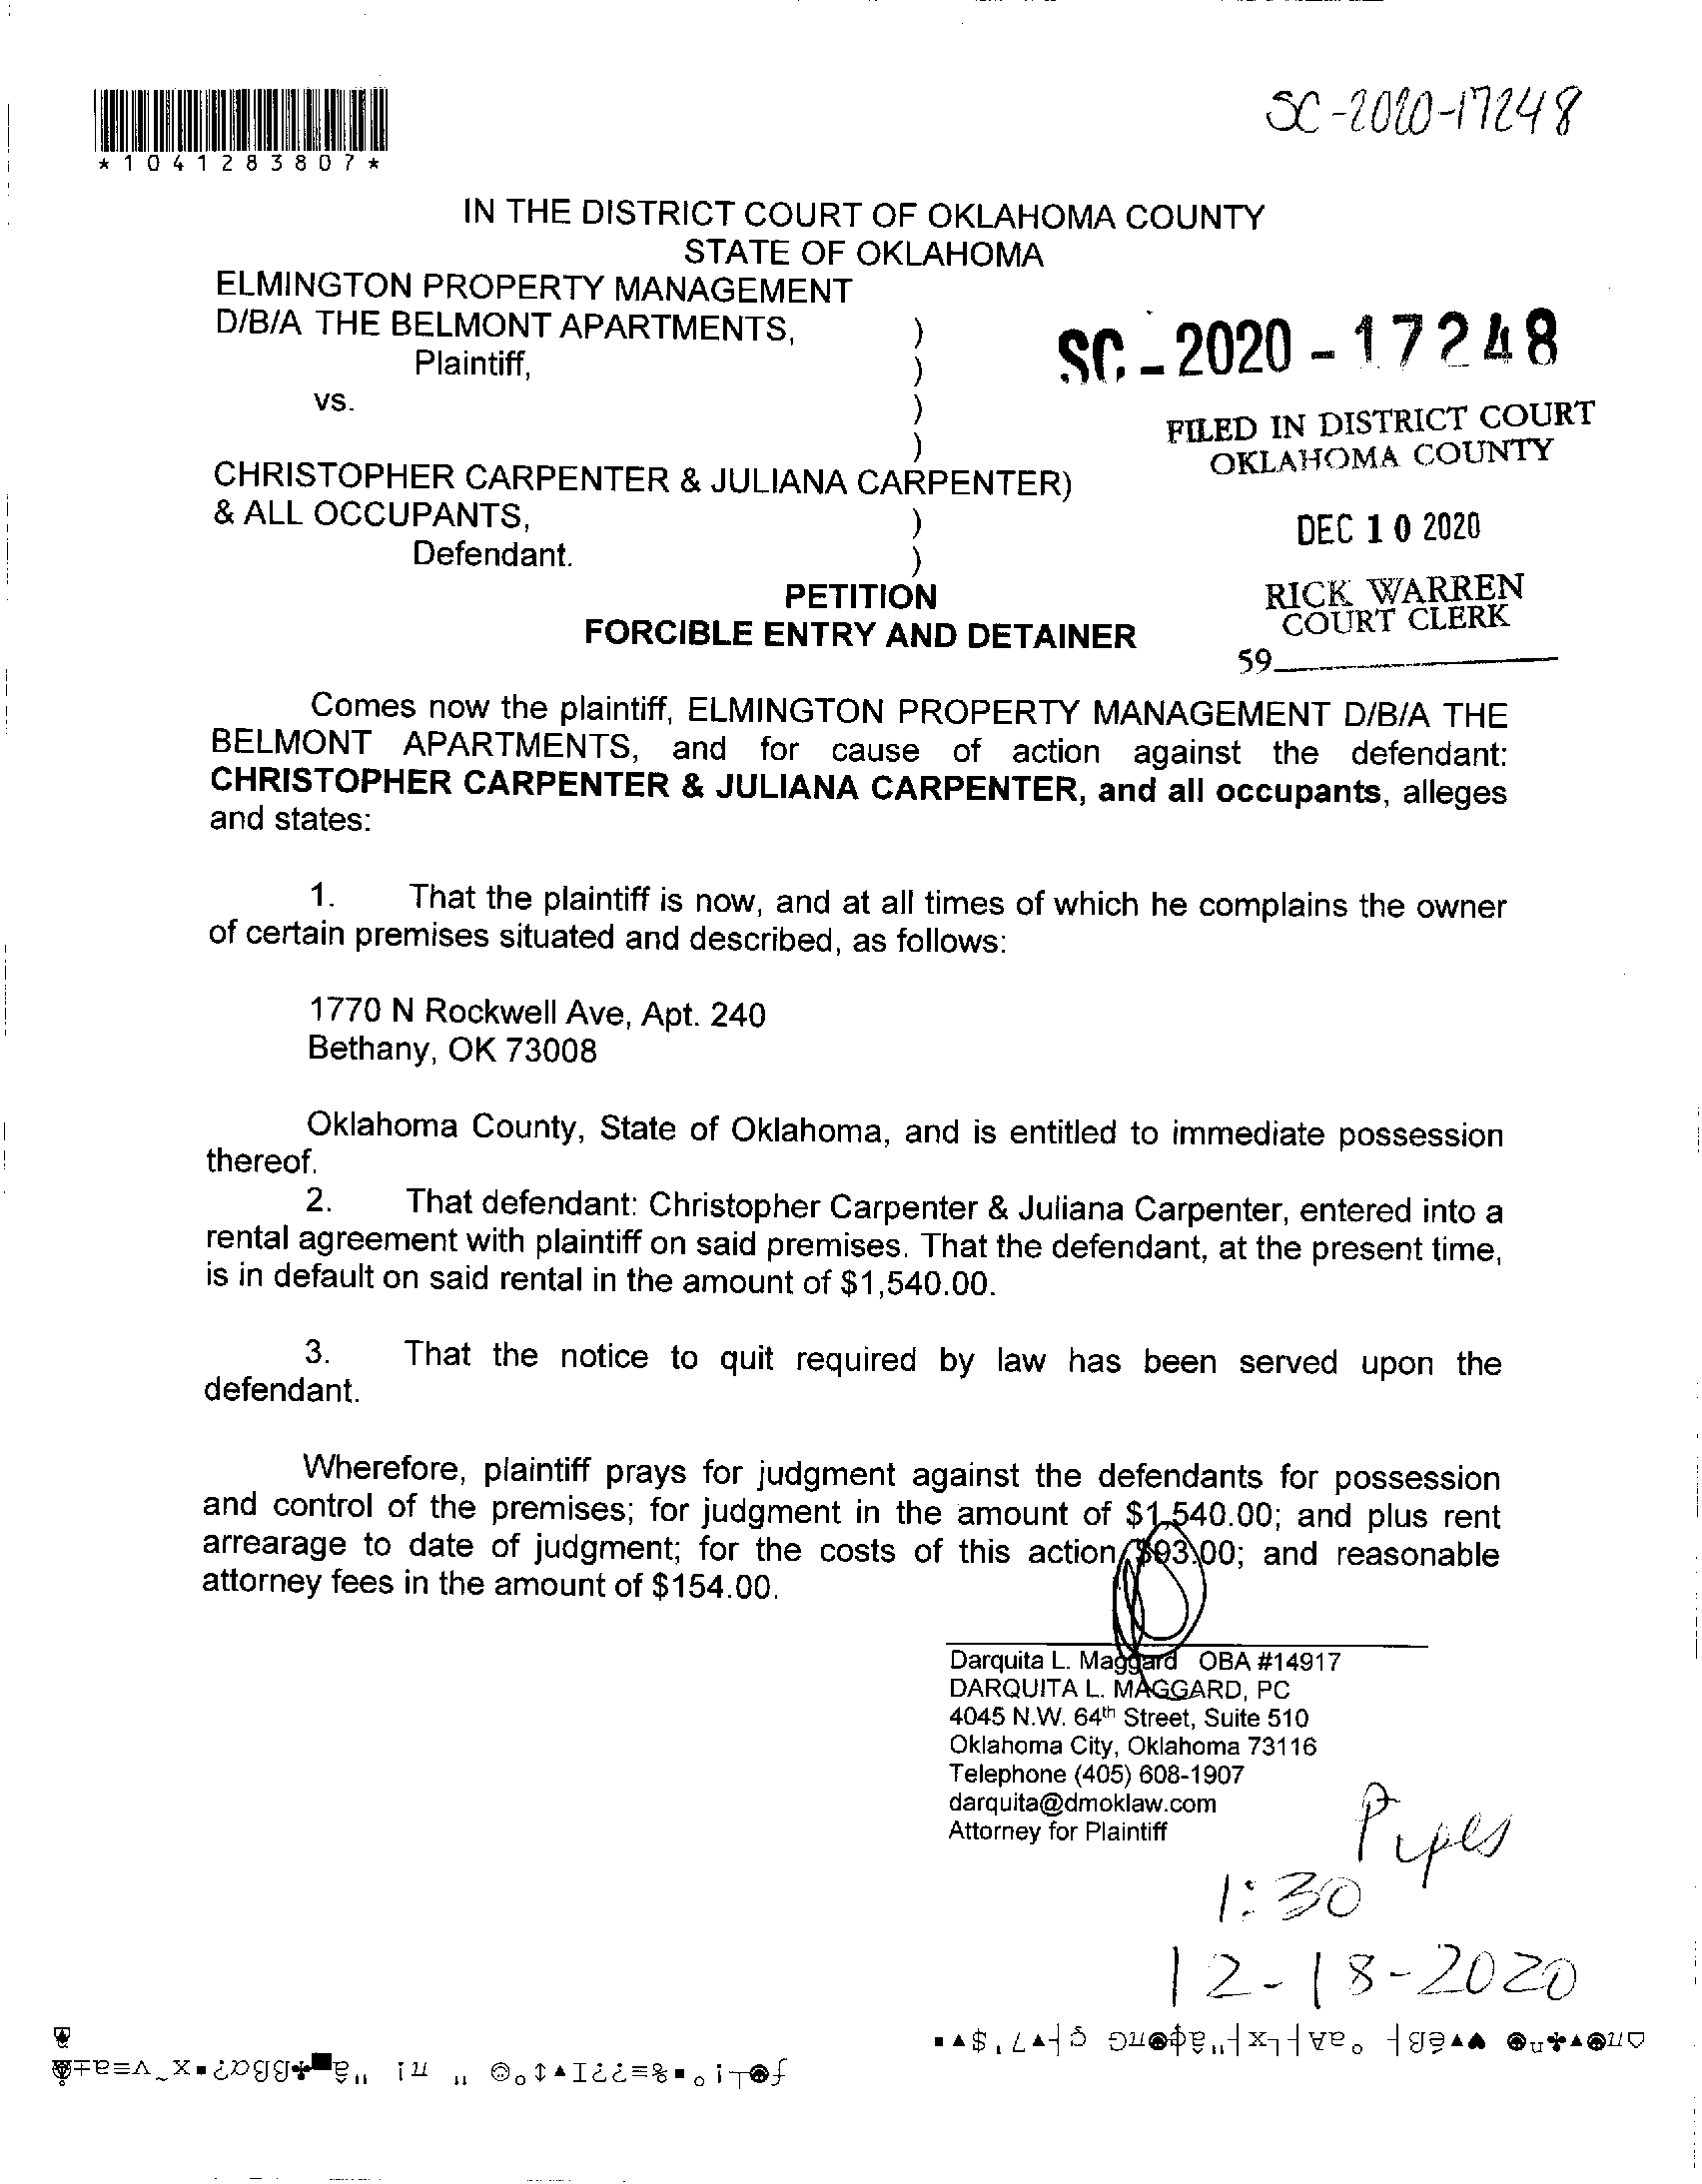 SC-2020-17248
*1041283807*
IN THE DISTRICT COURT OF OKLAHOMA COUNTY
STATE OF OKLAHOMA
ELMINGTON PROPERTY MANAGEMENT
D/B/A THE BELMONT APARTMENTS, )
Plaintiff, )
vs. )
)
CHRISTOPHER CARPENTER & JULIANA CARPENTER)
& ALL OCCUPANTS, )
Defendant. )
SC - 2020 - 17248
FILED IN DISTRICT COURT
OKLAHOMA COUNTY
DEC 10 2020
RICK WARREN
COURT CLERK
59
PETITION
FORCIBLE ENTRY AND DETAINER
Comes now the plaintiff, ELMINGTON PROPERTY MANAGEMENT D/B/A THE
BELMONT APARTMENTS, and for cause of action against the defendant:
CHRISTOPHER CARPENTER & JULIANA CARPENTER, and all occupants, alleges
and states:
1. That the plaintiff is now, and at all times of which he complains the owner
of certain premises situated and described, as follows:
1770 N Rockwell Ave, Apt. 240
Bethany, OK 73008
Oklahoma County, State of Oklahoma, and is entitled to immediate possession
thereof.
2. That defendant: Christopher Carpenter & Juliana Carpenter, entered into a
rental agreement with plaintiff on said premises. That the defendant, at the present time,
is in default on said rental in the amount of $1,540.00.
3. That the notice to quit required by law has been served upon the
defendant.
Wherefore, plaintiff prays for judgment against the defendants for possession
and control of the premises; for judgment in the amount of $1,540.00; and plus rent
arrearage to date of judgment; for the costs of this action, $93.00; and reasonable
attorney fees in the amount of $154.00.
Darquita L. Maggard OBA #14917
DARQUITA L. MAGGARD, PC
4045 N.W. 64th Street, Suite 510
Oklahoma City, Oklahoma 73116
Telephone (405) 608-1907
darquita@dmoklaw.com
Attorney for Plaintiff
Pipes
1:30
12-18-2020